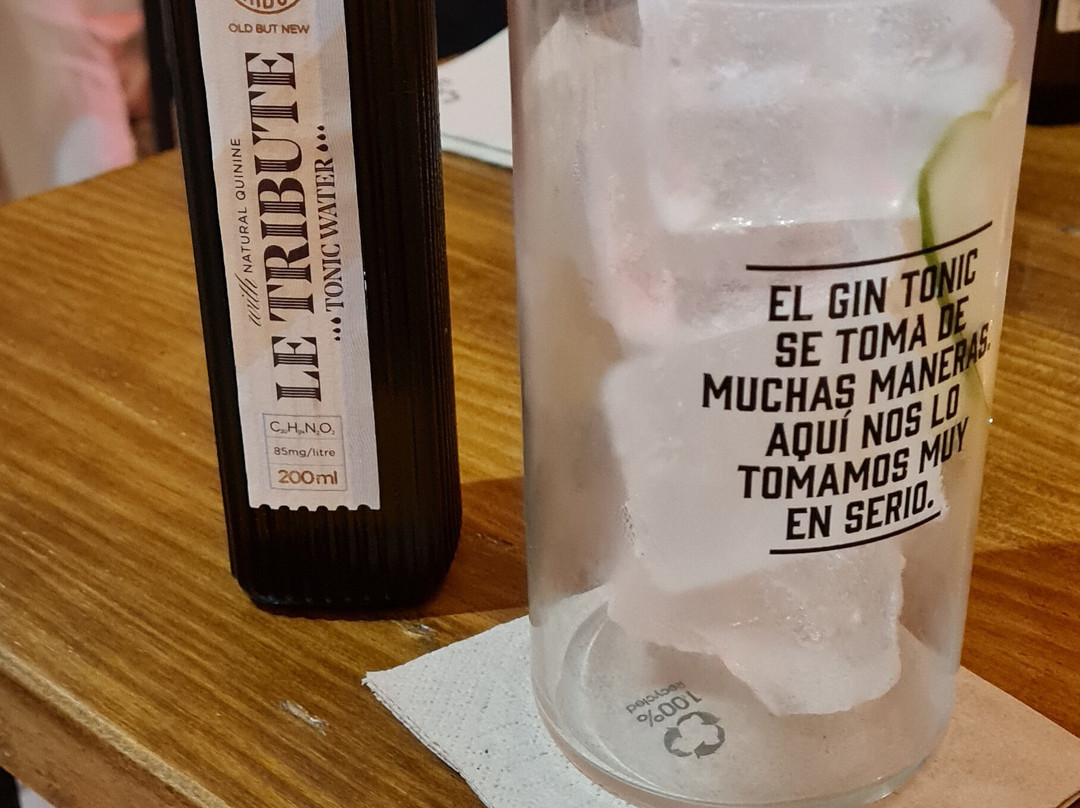 OLD BUT NEW
with NATURAL QUININE
LE TRIBUTE
TONIC WATER
C₂₀H₂₄N₂O₂
85mg/litre
200ml
EL GIN TONIC
SE TOMA DE
MUCHAS MANERAS.
AQUÍ NOS LO
TOMAMOS MUY
EN SERIO.
100%
Recycled